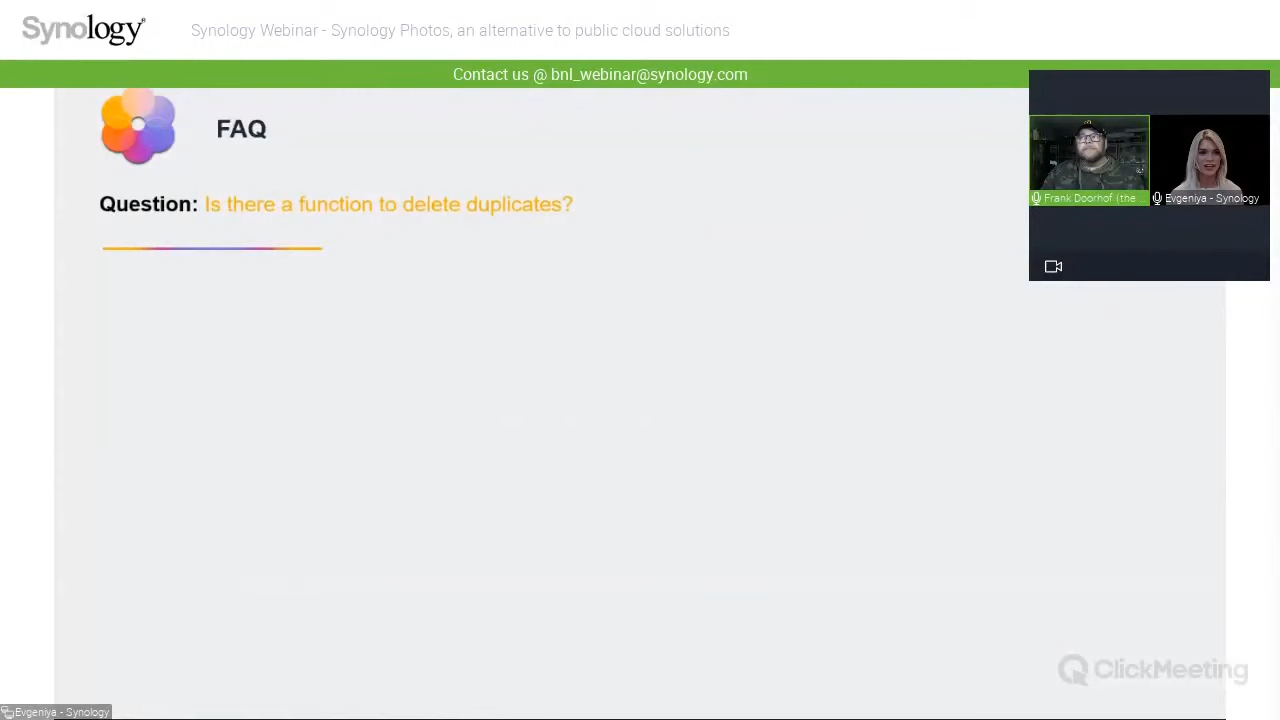 Synology
Synology Webinar - Synology Photos, an alternative to public cloud solutions
Contact us @ bnl_webinar@synology.com
FAQ
Question: Is there a function to delete duplicates?
Frank Doorhof (the ...
Evgeniya - Synology
ClickMeeting
Evgeniya - Synology